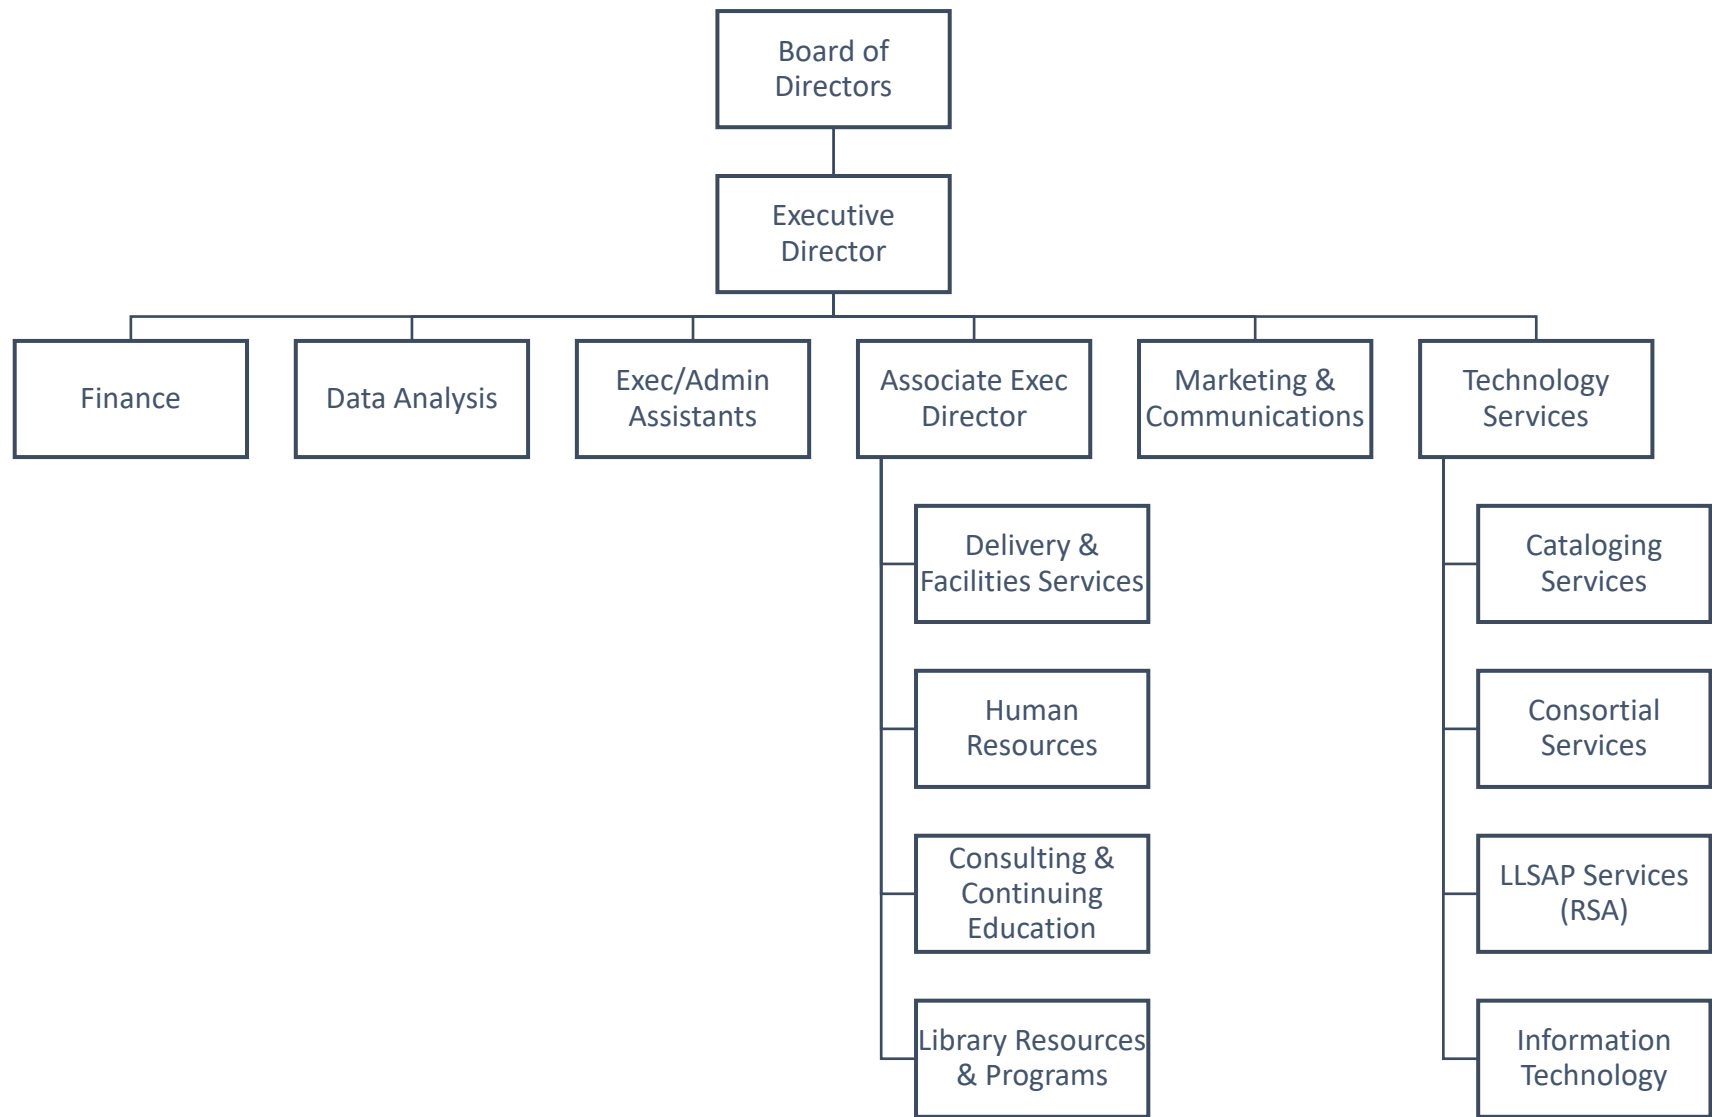 Board of
Directors
Executive
Director
Finance
Data Analysis
Exec/Admin
Assistants
Associate Exec
Director
Marketing &
Communications
Technology
Services
Delivery &
Facilities Services
Human
Resources
Consulting &
Continuing
Education
Library Resources
& Programs
Cataloging
Services
Consortial
Services
LLSAP Services
(RSA)
Information
Technology